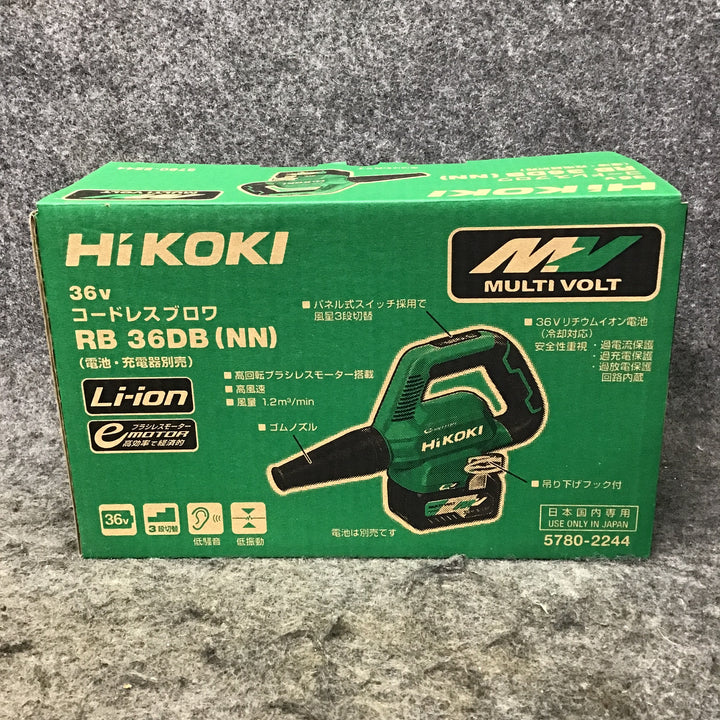 5780-2244
MULTI VOLT
HiKOKI
HiKOKI
36v
コードレスブロワ
RB 36DB(NN)
(電池・充電器別売)
MV
MULTI VOLT
Li-ion
ブラシレスモーター
e MOTOR
高効率で経済的
■パネル式スイッチ採用で
風量3段切替
■高回転ブラシレスモーター搭載
■高風速
■風量 1.2m³/min
■ゴムノズル
■36Vリチウムイオン電池
(冷却対応)
安全性重視・過電流保護
・過充電保護
・過放電保護
回路内蔵
HiKOKI
MV
■吊り下げフック付
電池は別売です
36v
3段切替
低騒音
低振動
日本国内専用
USE ONLY IN JAPAN
5780-2244